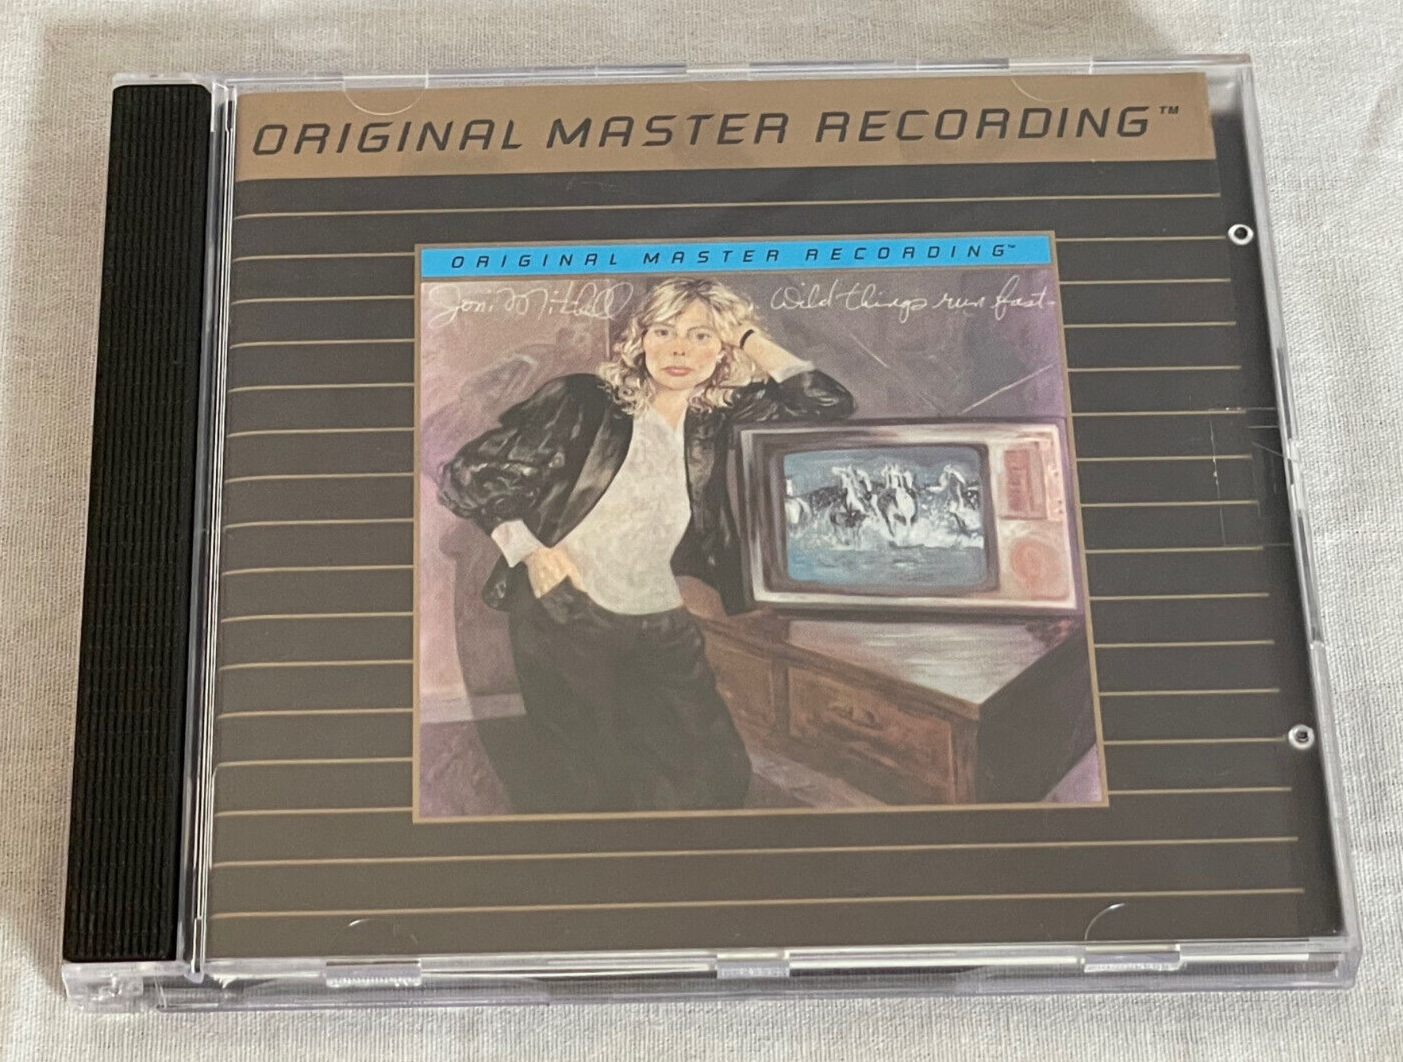 ORIGINAL MASTER RECORDING™
ORIGINAL MASTER RECORDING™
Joni Mitchell Wild things run fast